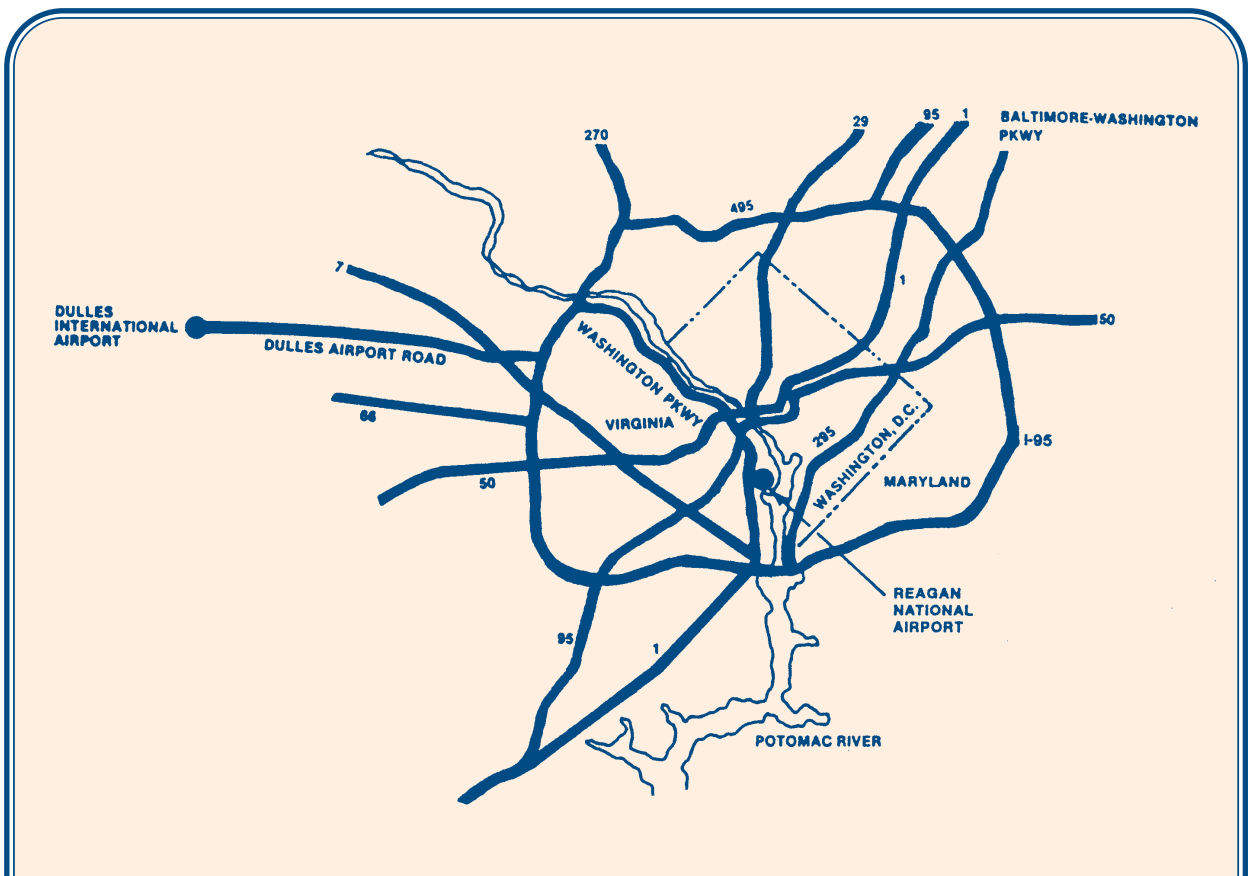 270
29
95
1
BALTIMORE-WASHINGTON
PKWY
495
7
1
DULLES
INTERNATIONAL
AIRPORT
DULLES AIRPORT ROAD
50
WASHINGTON PKWY
66
VIRGINIA
295
WASHINGTON, D.C.
I-95
50
MARYLAND
REAGAN
NATIONAL
AIRPORT
95
1
POTOMAC RIVER